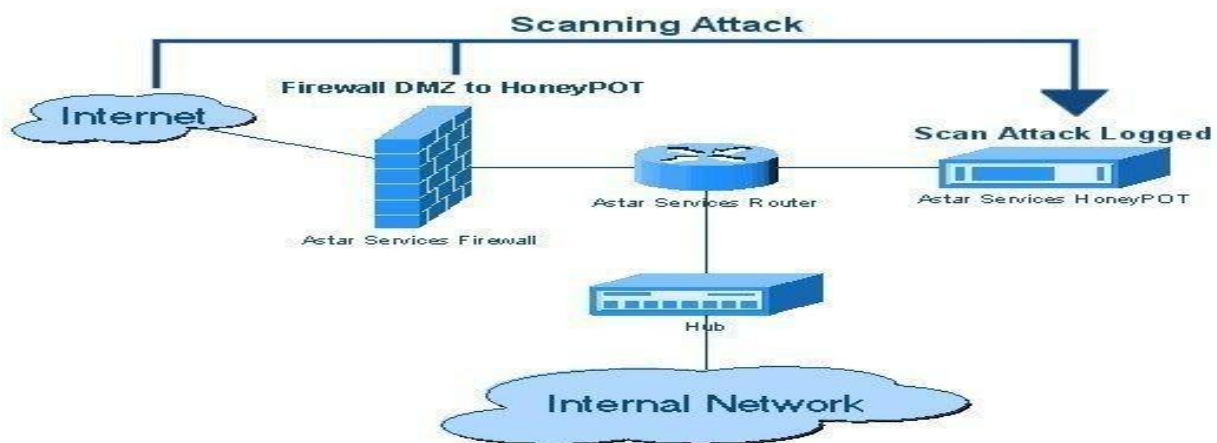 Scanning Attack
Firewall DMZ to HoneyPOT
Internet
Scan Attack Logged
Astar Services Router
Astar Services HoneyPOT
Astar Services Firewall
Hub
Internal Network